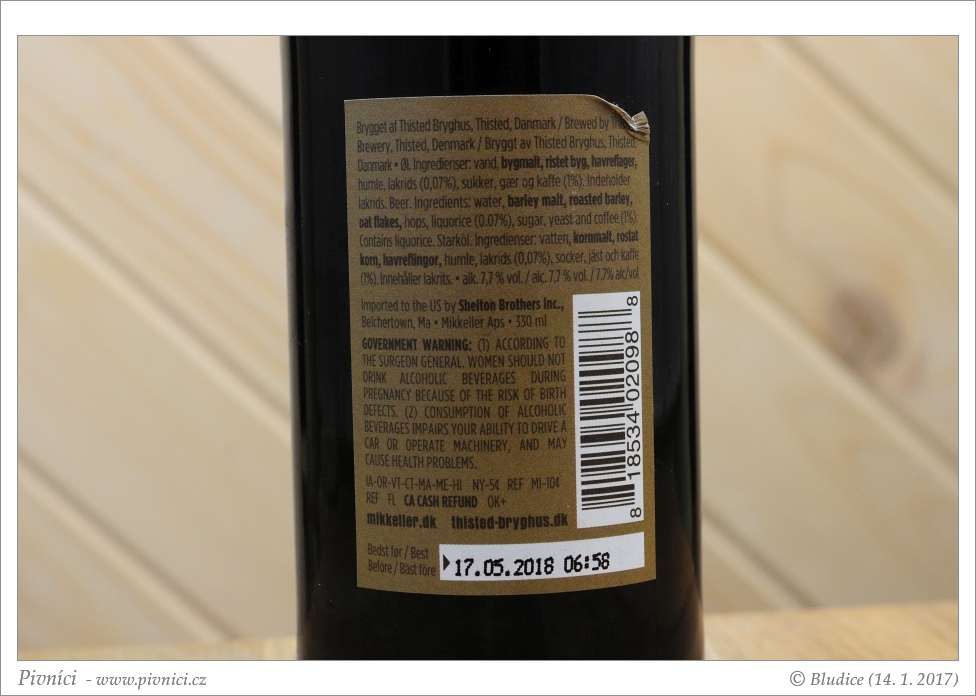 Brygget af Thisted Bryghus, Thisted, Danmark / Brewed by
Brewery, Thisted, Denmark / Bryggt av Thisted Bryghus, Thisted,
Danmark • Øl. Ingredienser: vand, bygmalt, ristet byg, havreflager,
humle, lakrids (0,07%), sukker, gær og kaffe (1%). Indeholder
lakrids. Beer. Ingredients: water, barley malt, roasted barley,
oat flakes, hops, liquorice (0.07%), sugar, yeast and coffee (1%).
Contains liquorice. Starköl. Ingredienser: vatten, kornmalt, rostat
korn, havreflingor, humle, lakrids (0,07%), socker, jäst och kaffe
(1%). Innehåller lakrits. • alk. 7,7 % vol. / alc. 7.7 % vol. / 7.7% alc/vol
Imported to the US by Shelton Brothers Inc.,
Belchertown, Ma • Mikkeller Aps • 330 ml
GOVERNMENT WARNING: (1) ACCORDING TO
THE SURGEON GENERAL, WOMEN SHOULD NOT
DRINK ALCOHOLIC BEVERAGES DURING
PREGNANCY BECAUSE OF THE RISK OF BIRTH
DEFECTS. (2) CONSUMPTION OF ALCOHOLIC
BEVERAGES IMPAIRS YOUR ABILITY TO DRIVE A
CAR OR OPERATE MACHINERY, AND MAY
CAUSE HEALTH PROBLEMS.
IA-OR-VT-CT-MA-ME-HI NY-5¢ REF MI-10¢
REF FL CA CASH REFUND OK+
mikkeller.dk thisted-bryghus.dk
8 18534 02098 8
Bedst før / Best
Before / Bäst före
17.05.2018 06:58
Pivníci - www.pivnici.cz
© Bludice (14. 1. 2017)